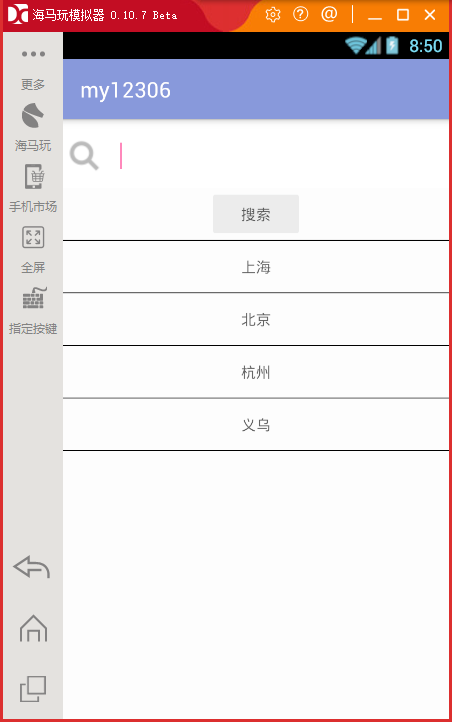 海马玩模拟器 0.10.7 Beta
8:50
更多
海马玩
手机市场
全屏
指定按键
my12306
搜索
上海
北京
杭州
义乌